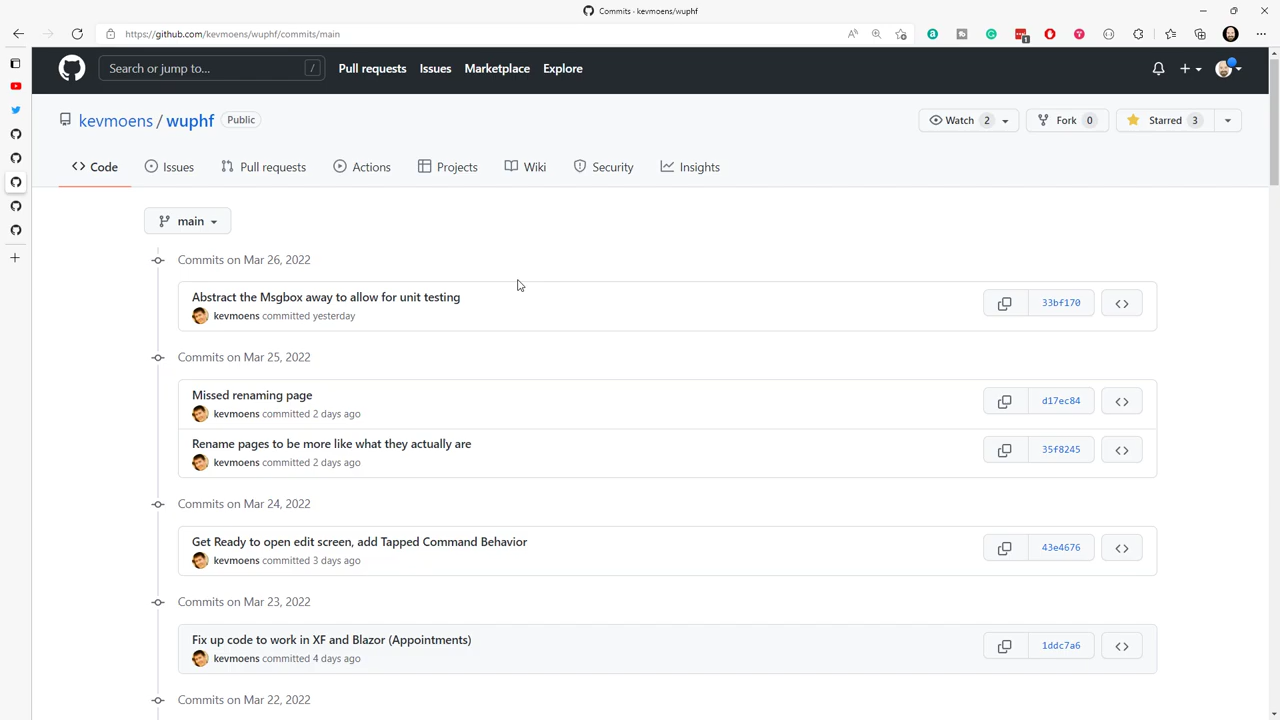 Commits · kevmoens/wuphf
https://github.com/kevmoens/wuphf/commits/main
1
Search or jump to...
/
Pull requests
Issues
Marketplace
Explore
kevmoens / wuphf
Public
Watch 2
Fork 0
Starred 3
Code
Issues
Pull requests
Actions
Projects
Wiki
Security
Insights
main
Commits on Mar 26, 2022
Abstract the Msgbox away to allow for unit testing
kevmoens committed yesterday
33bf170
Commits on Mar 25, 2022
Missed renaming page
kevmoens committed 2 days ago
d17ec84
Rename pages to be more like what they actually are
kevmoens committed 2 days ago
35f8245
Commits on Mar 24, 2022
Get Ready to open edit screen, add Tapped Command Behavior
kevmoens committed 3 days ago
43e4676
Commits on Mar 23, 2022
Fix up code to work in XF and Blazor (Appointments)
kevmoens committed 4 days ago
1ddc7a6
Commits on Mar 22, 2022